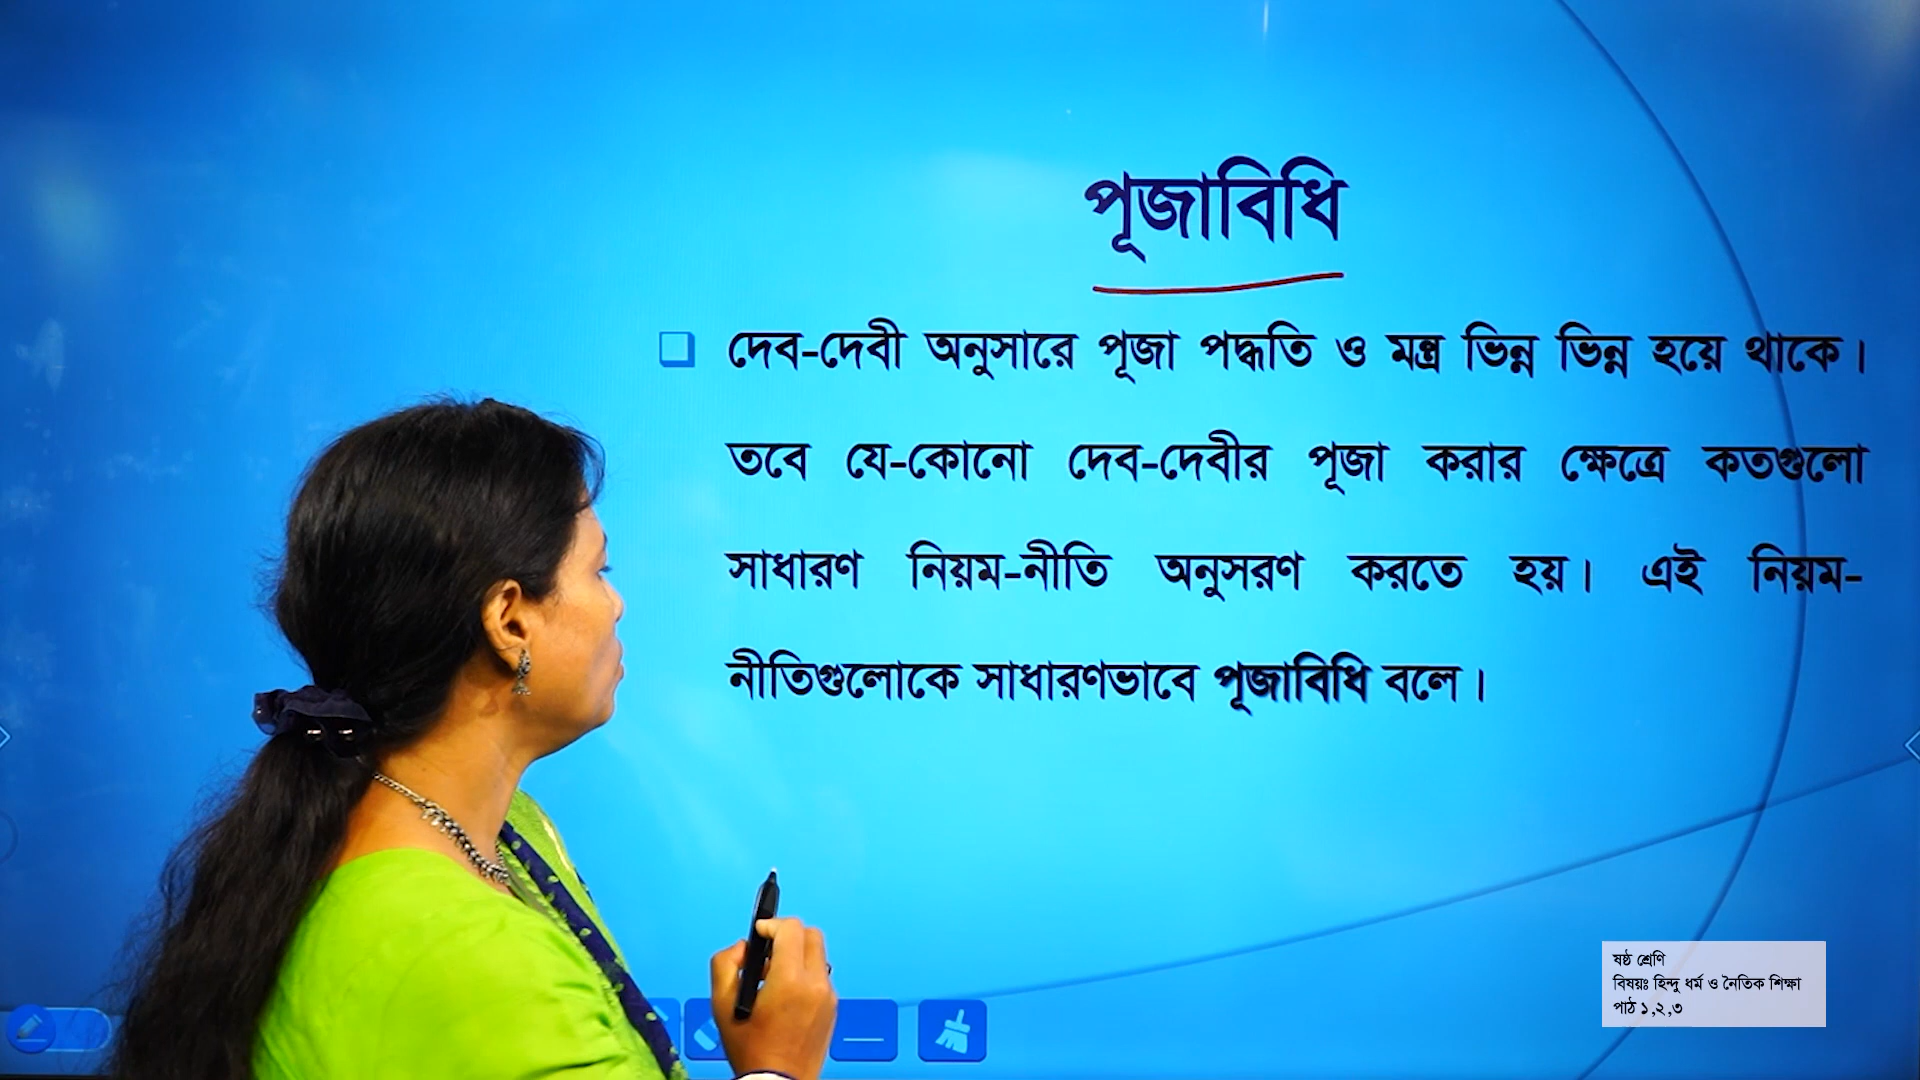 পূজাবিধি
দেব-দেবী অনুসারে পূজা পদ্ধতি ও মন্ত্র ভিন্ন ভিন্ন হয়ে থাকে।
তবে যে-কোনো দেব-দেবীর পূজা করার ক্ষেত্রে কতগুলো
সাধারণ নিয়ম-নীতি অনুসরণ করতে হয়। এই নিয়ম-
নীতিগুলোকে সাধারণভাবে পূজাবিধি বলে।
ষষ্ঠ শ্রেণি
বিষয়ঃ হিন্দু ধর্ম ও নৈতিক শিক্ষা
পাঠ ১,২,৩